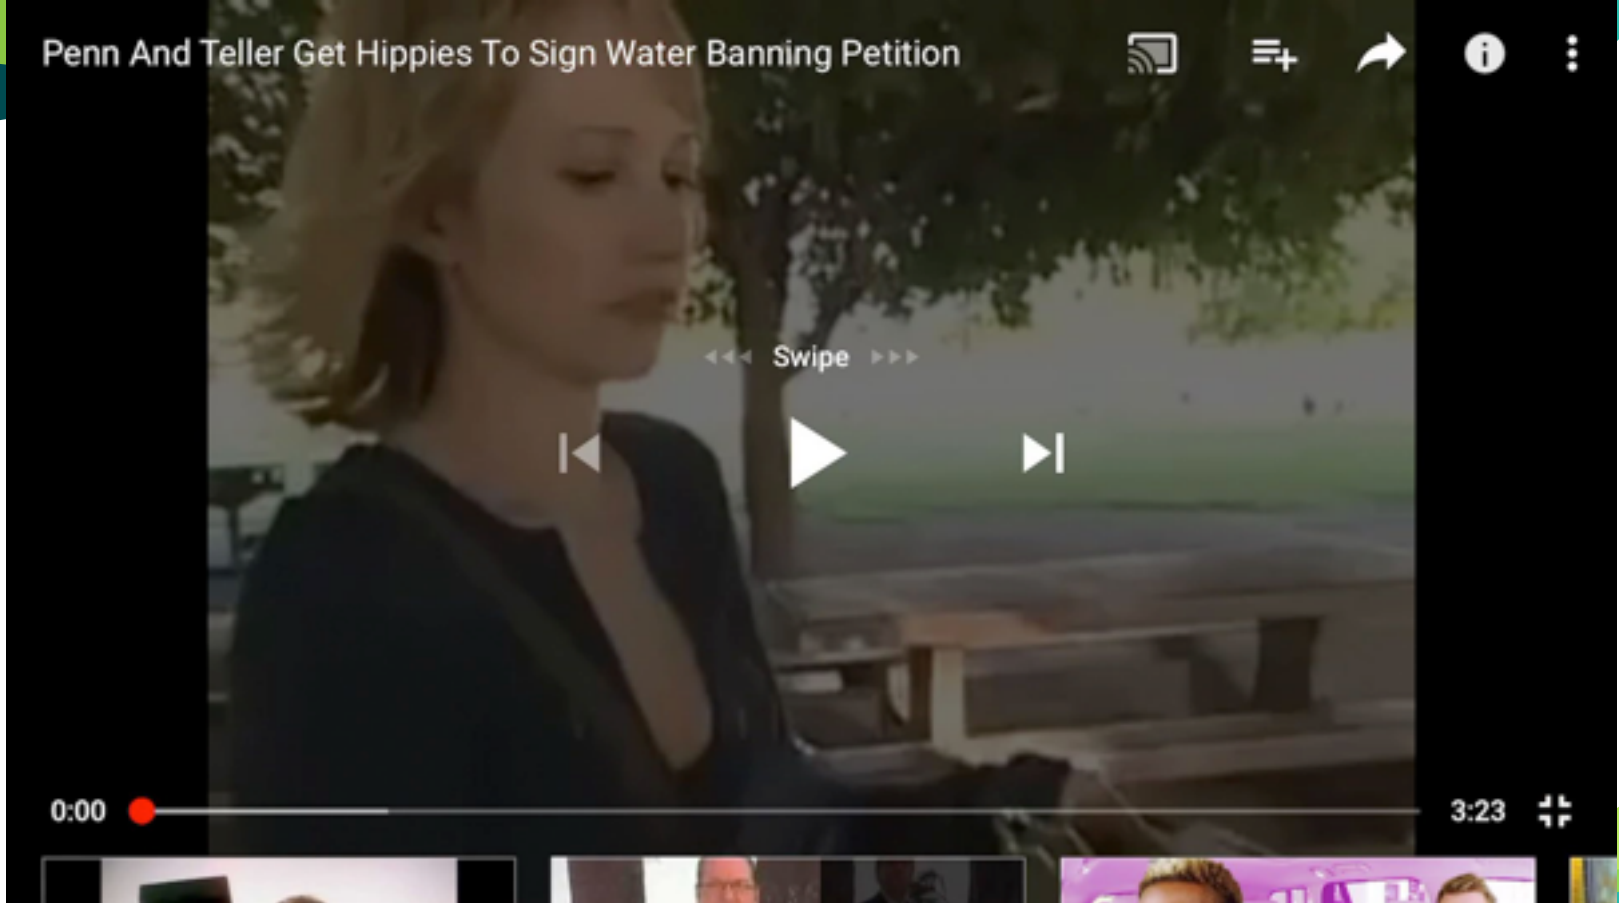 Penn And Teller Get Hippies To Sign Water Banning Petition
Swipe
0:00
3:23